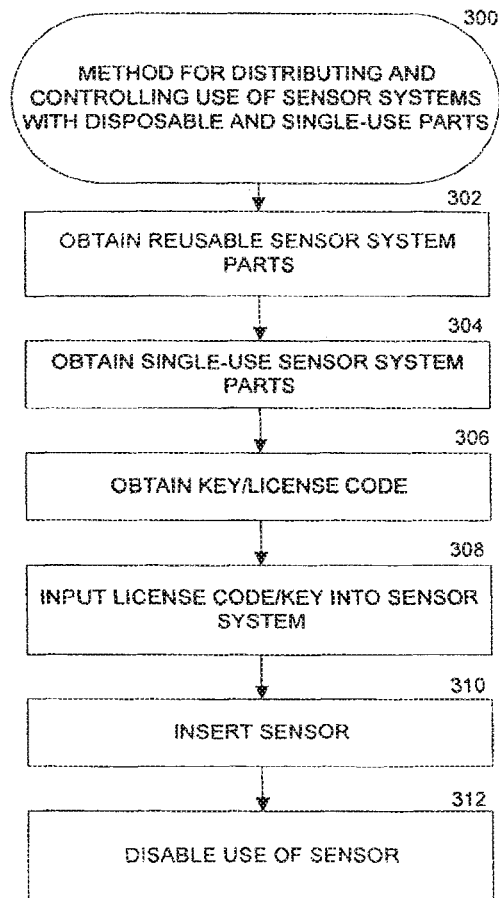 300
METHOD FOR DISTRIBUTING AND
CONTROLLING USE OF SENSOR SYSTEMS
WITH DISPOSABLE AND SINGLE-USE PARTS
302
OBTAIN REUSABLE SENSOR SYSTEM
PARTS
304
OBTAIN SINGLE-USE SENSOR SYSTEM
PARTS
306
OBTAIN KEY/LICENSE CODE
308
INPUT LICENSE CODE/KEY INTO SENSOR
SYSTEM
310
INSERT SENSOR
312
DISABLE USE OF SENSOR